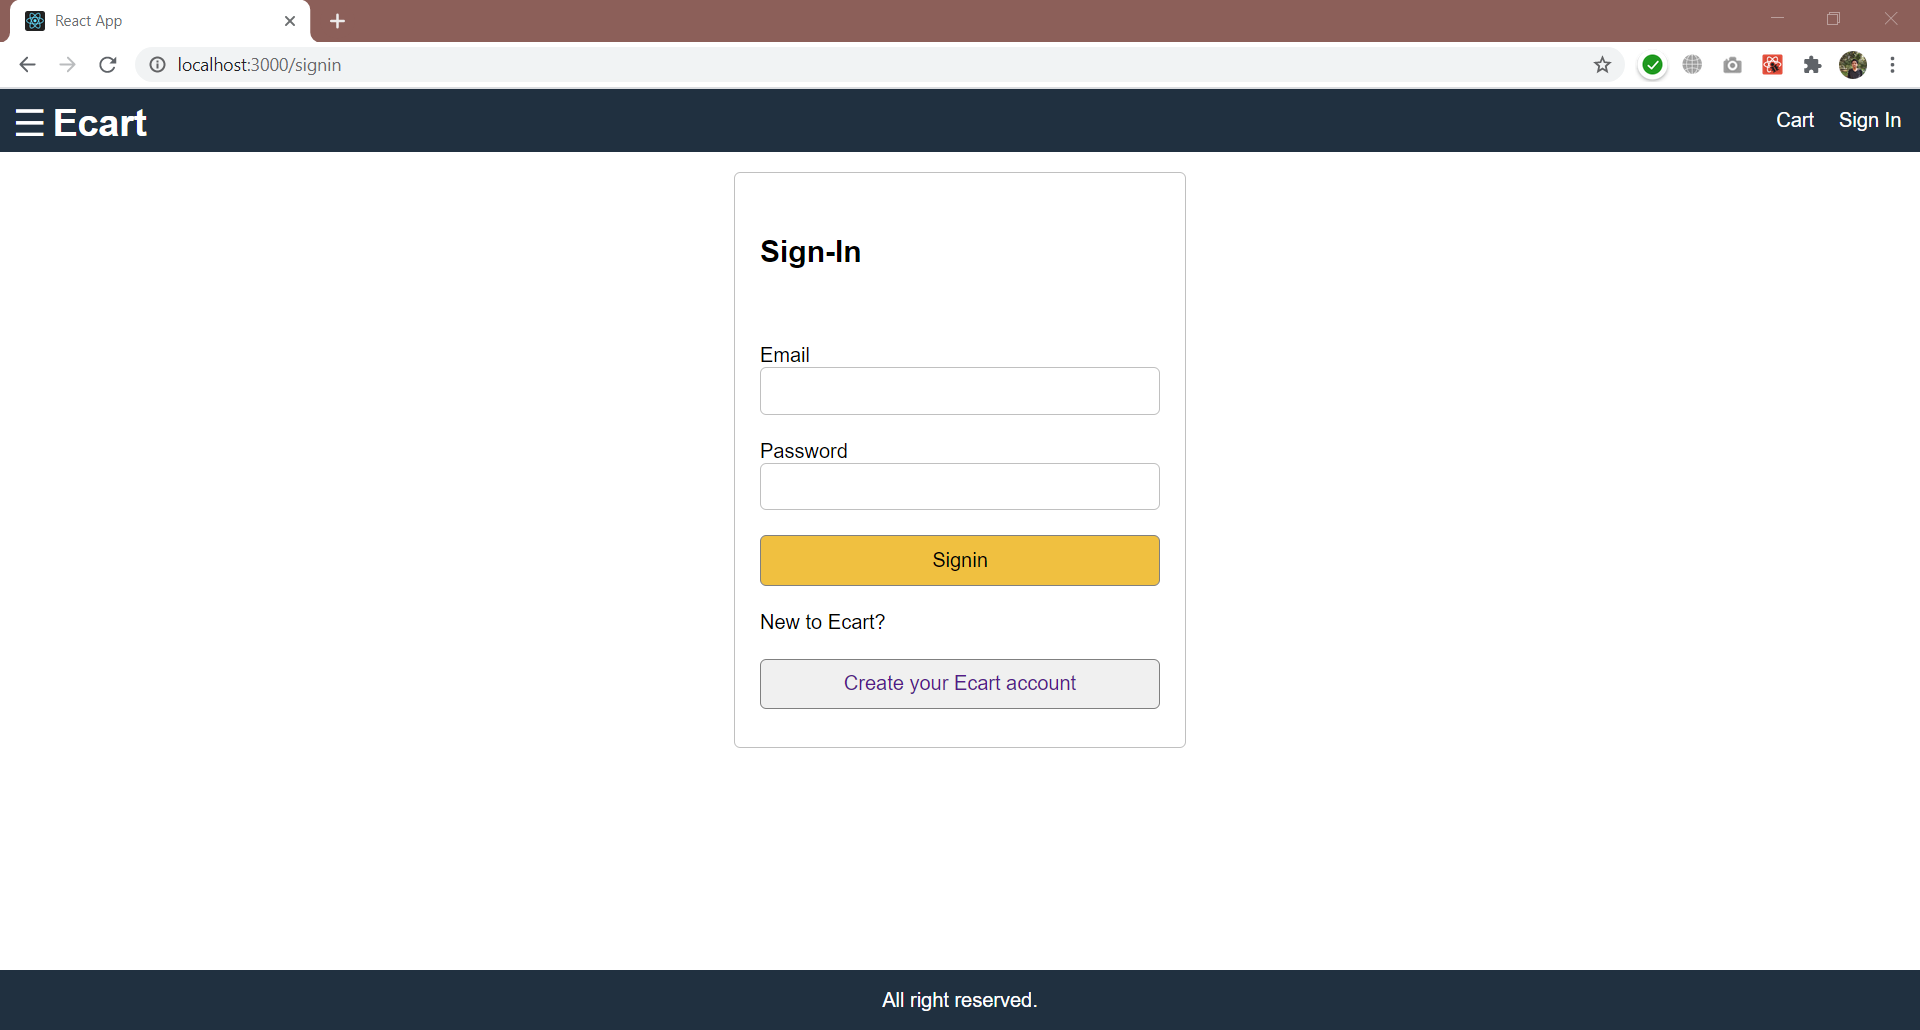 React App
localhost:3000/signin
Ecart
Cart
Sign In
Sign-In
Email
Password
Signin
New to Ecart?
Create your Ecart account
All right reserved.